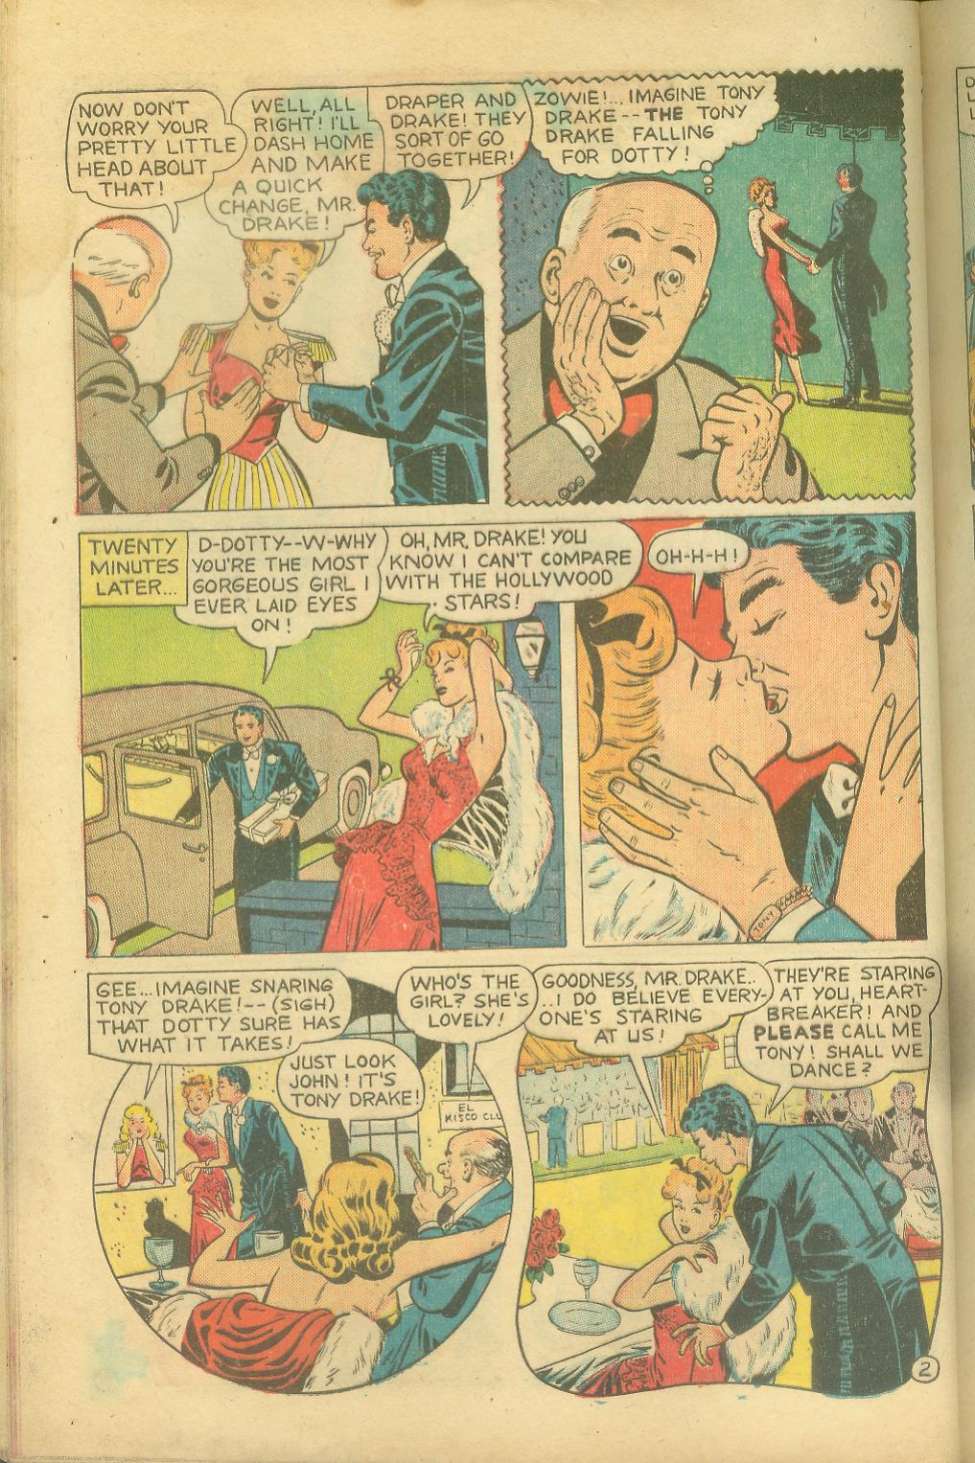 NOW DON'T
WORRY YOUR
PRETTY LITTLE
HEAD ABOUT
THAT!
WELL, ALL
RIGHT! I'LL
DASH HOME
AND MAKE
A QUICK
CHANGE, MR.
DRAKE!
DRAPER AND
DRAKE! THEY
SORT OF GO
TOGETHER!
ZOWIE!... IMAGINE TONY
DRAKE-- THE TONY
DRAKE FALLING
FOR DOTTY!
TWENTY
MINUTES
LATER...
D-DOTTY--W-WHY
YOU'RE THE MOST
GORGEOUS GIRL I
EVER LAID EYES
ON!
OH, MR. DRAKE! YOU
KNOW I CAN'T COMPARE
WITH THE HOLLYWOOD
STARS!
OH-H-H!
TONY
GEE...IMAGINE SNARING
TONY DRAKE!--(SIGH)
THAT DOTTY SURE HAS
WHAT IT TAKES!
JUST LOOK
JOHN! IT'S
TONY DRAKE!
WHO'S THE
GIRL? SHE'S
LOVELY!
EL
KISCO CLU
GOODNESS, MR. DRAKE..
..I DO BELIEVE EVERY-
ONE'S STARING
AT US!
THEY'RE STARING
AT YOU, HEART-
BREAKER! AND
PLEASE CALL ME
TONY! SHALL WE
DANCE?
2